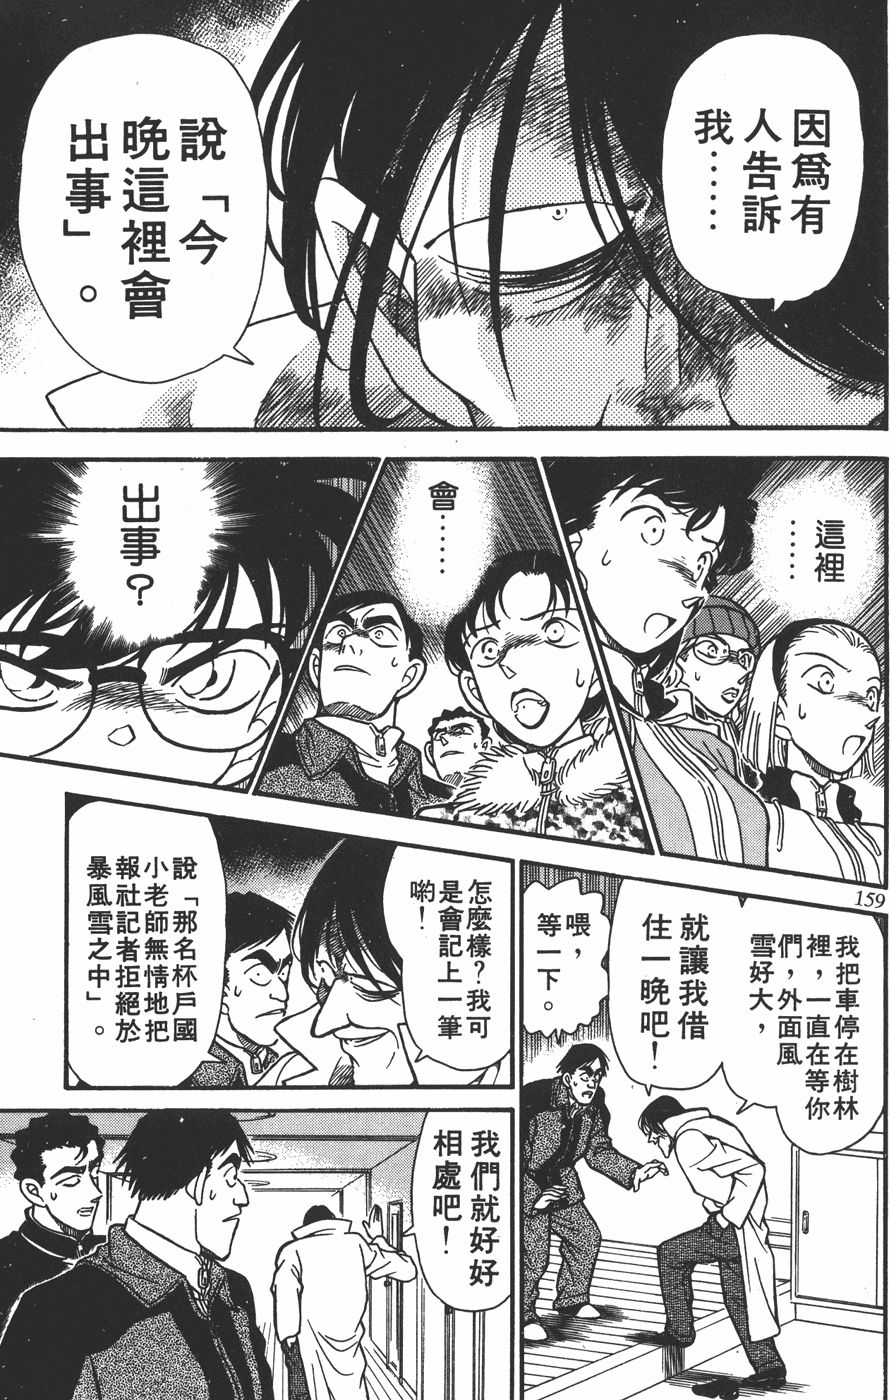 因爲有
人告訴
我⋯⋯
說「今
晚這裡會
出事」。
這裡
⋯⋯
會⋯⋯
出事?
159
我把車停在樹林
裡,一直在等你
們,外面風
雪好大,
就讓我借
住一晚吧!
喂,
等一下。
怎麼樣?我可
是會記上一筆
喲!
說「那名杯戶國
小老師無情地把
報社記者拒絕於
暴風雪之中」。
我們就好好
相處吧!